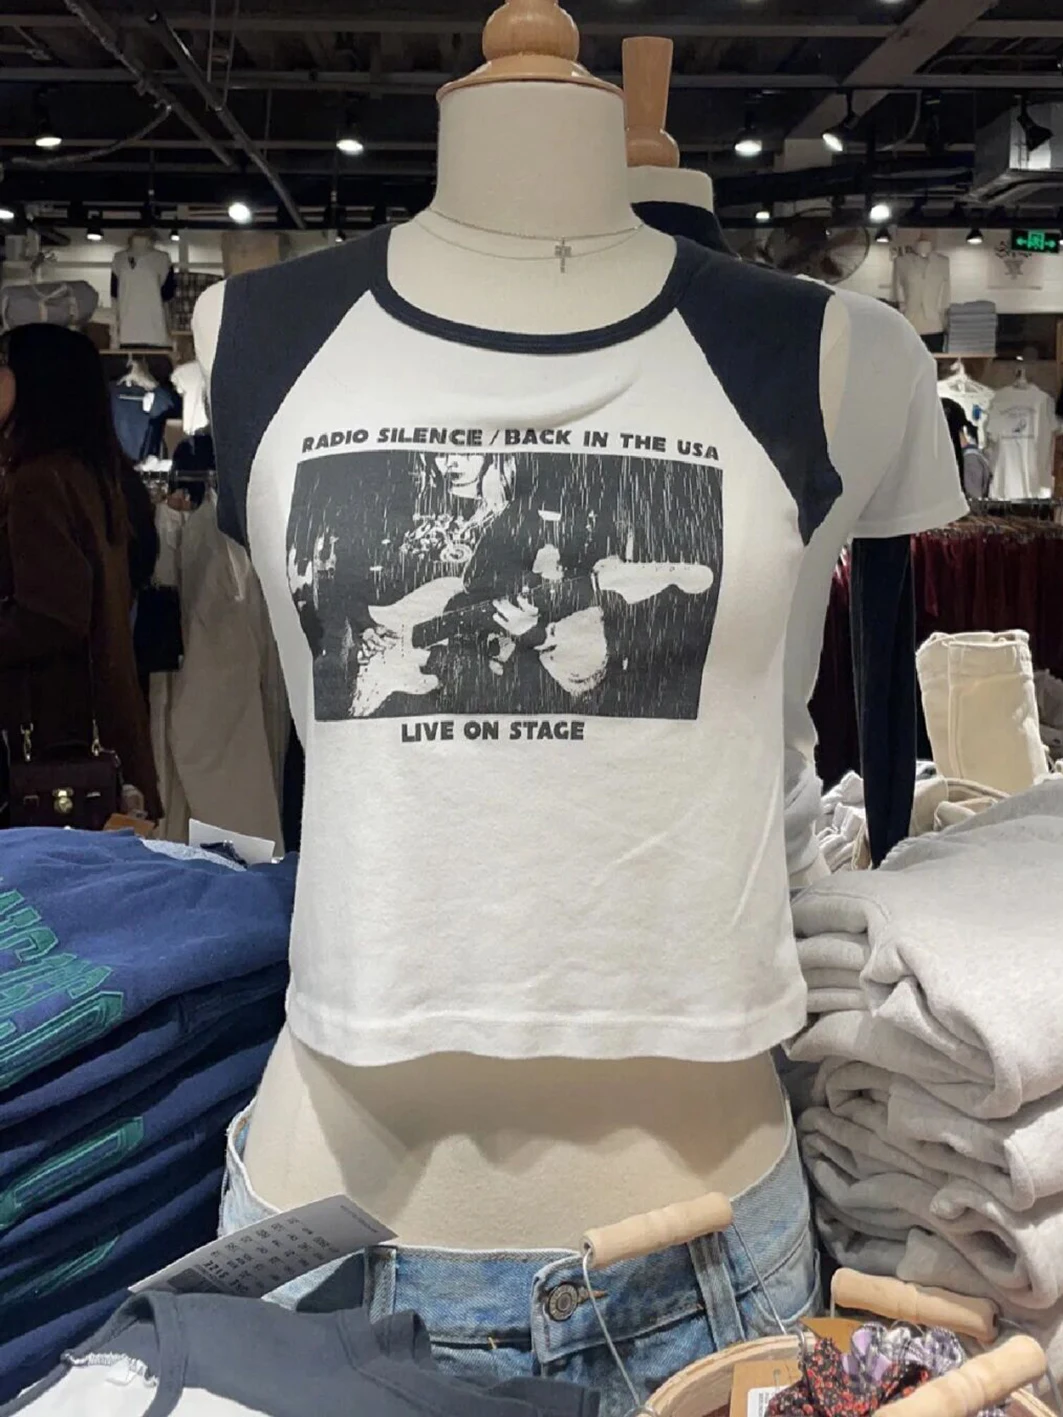 RADIO SILENCE / BACK IN THE USA
LIVE ON STAGE